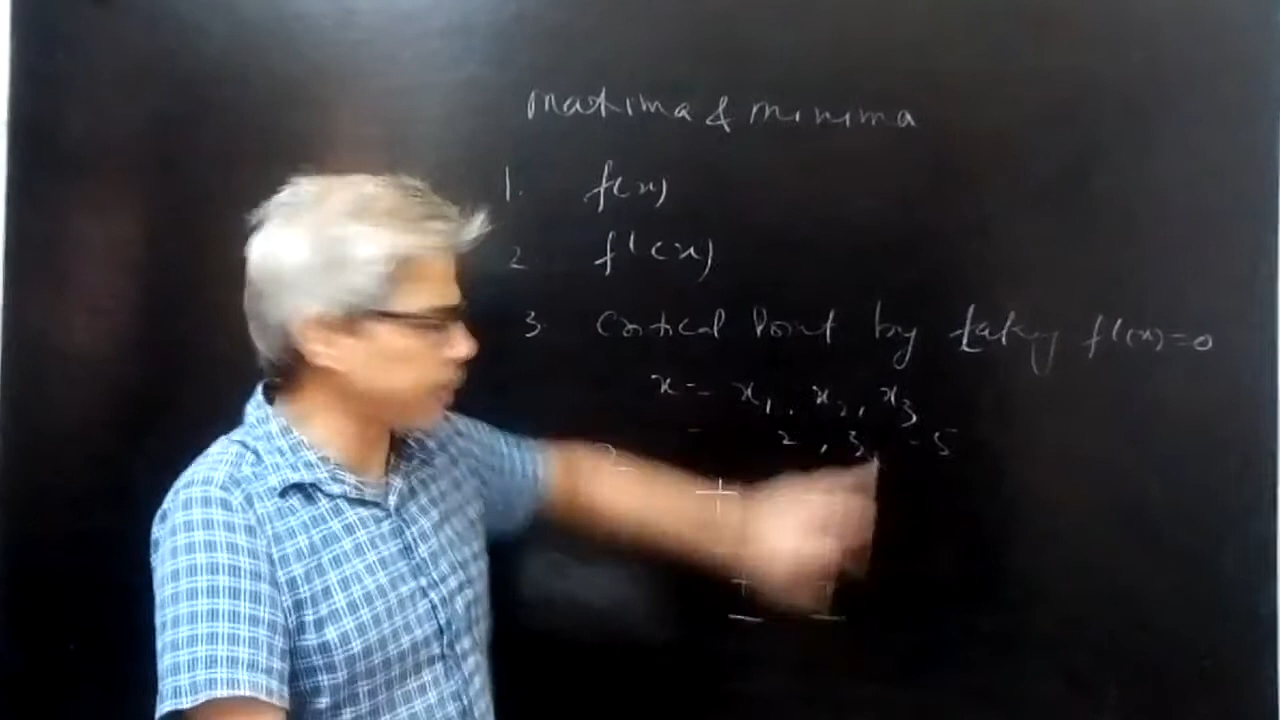 Maxima & Minima
1. f(x)
2. f'(x)
3. Critical Point by taking f'(x)=0
x = x₁, x₂, x₃
2, 3, -5
+
+ +
— —